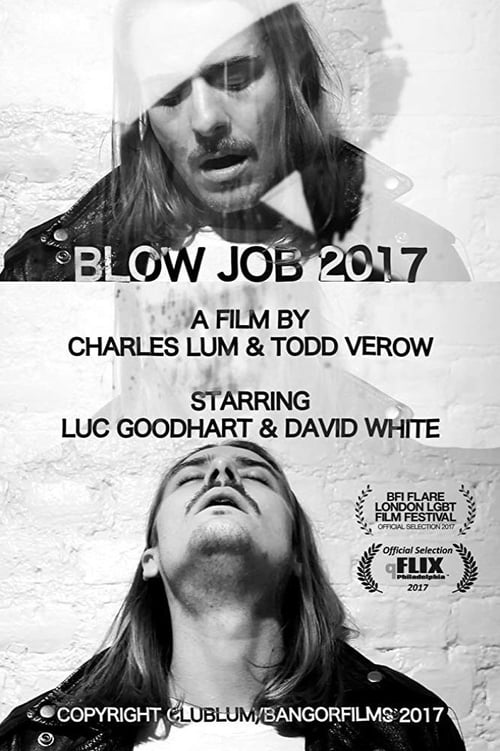 BLOW JOB 2017
A FILM BY
CHARLES LUM & TODD VEROW
STARRING
LUC GOODHART & DAVID WHITE
BFI FLARE
LONDON LGBT
FILM FESTIVAL
OFFICIAL SELECTION 2017
Official Selection
qFLIX
Philadelphia
2017
COPYRIGHT CLUBLUM/BANGORFILMS 2017